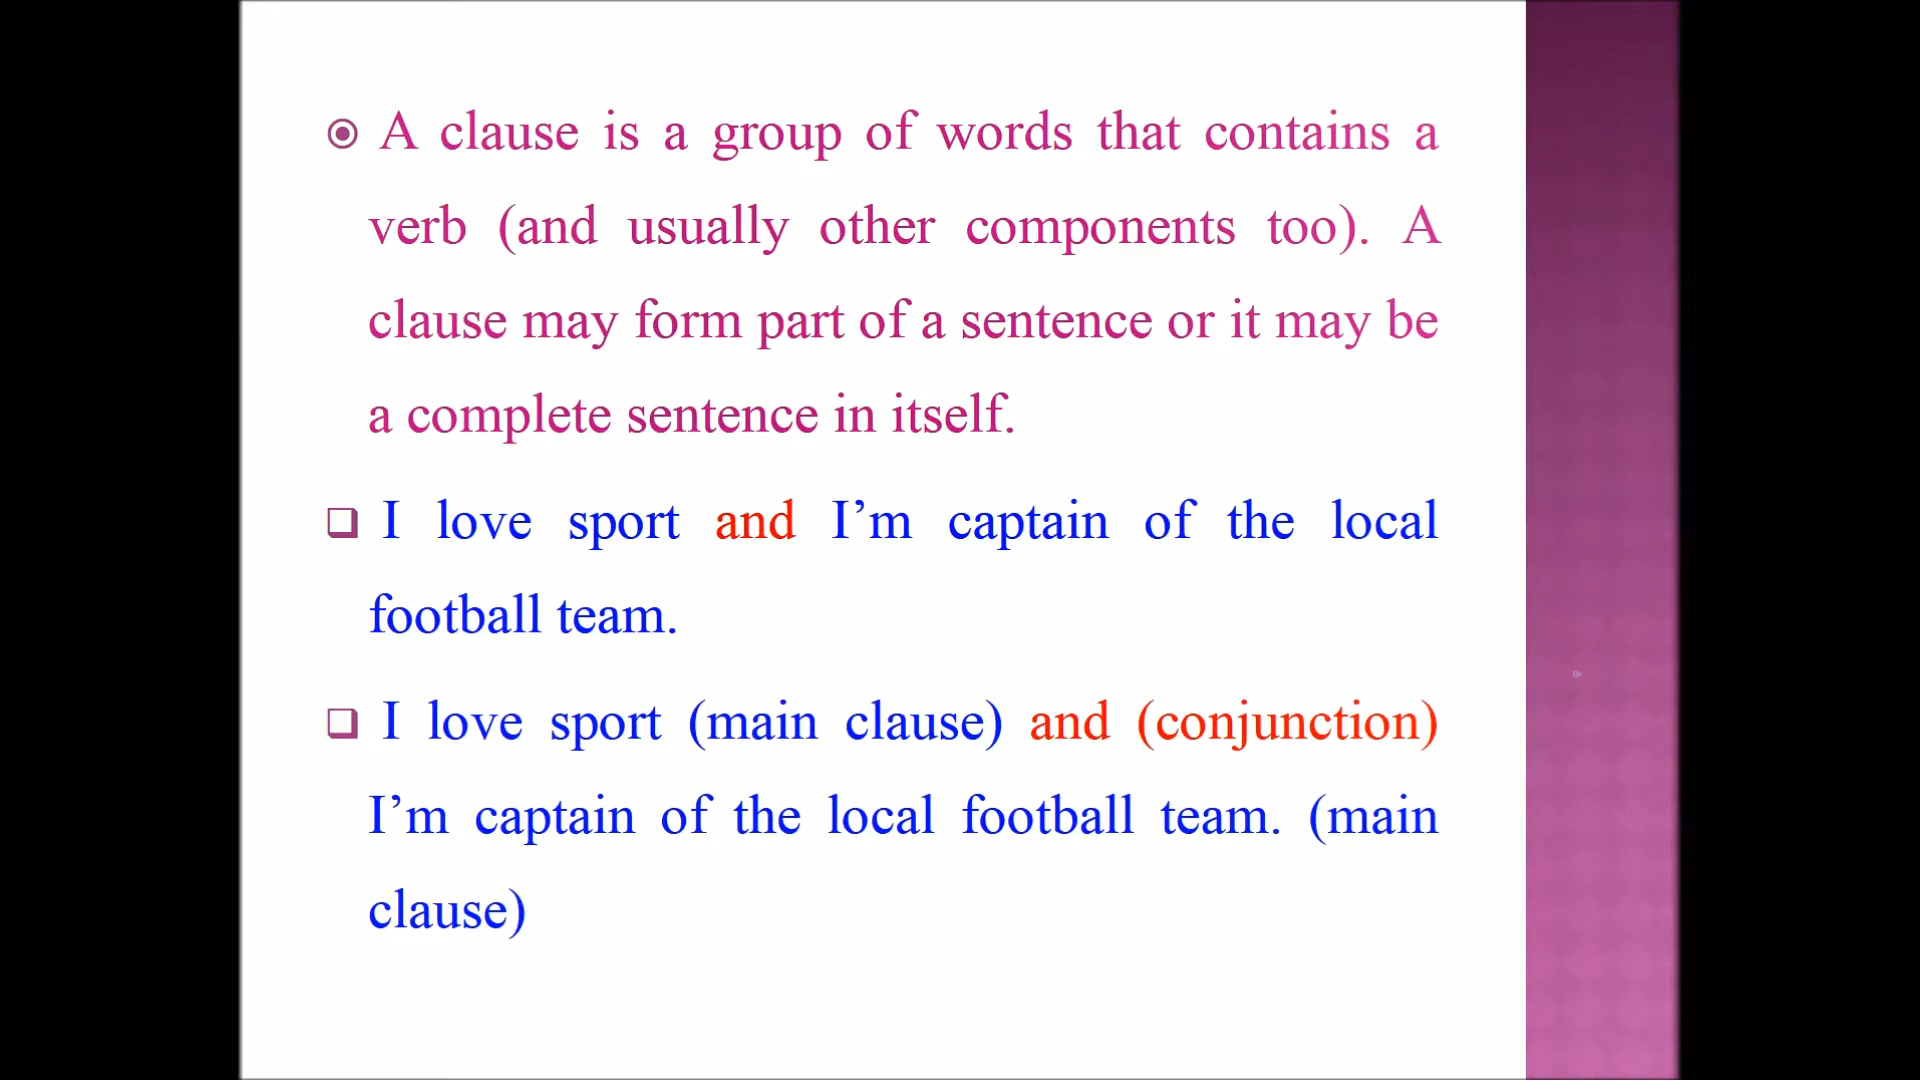 A clause is a group of words that contains a
verb (and usually other components too). A
clause may form part of a sentence or it may be
a complete sentence in itself.
I love sport and I’m captain of the local
football team.
I love sport (main clause) and (conjunction)
I’m captain of the local football team. (main
clause)